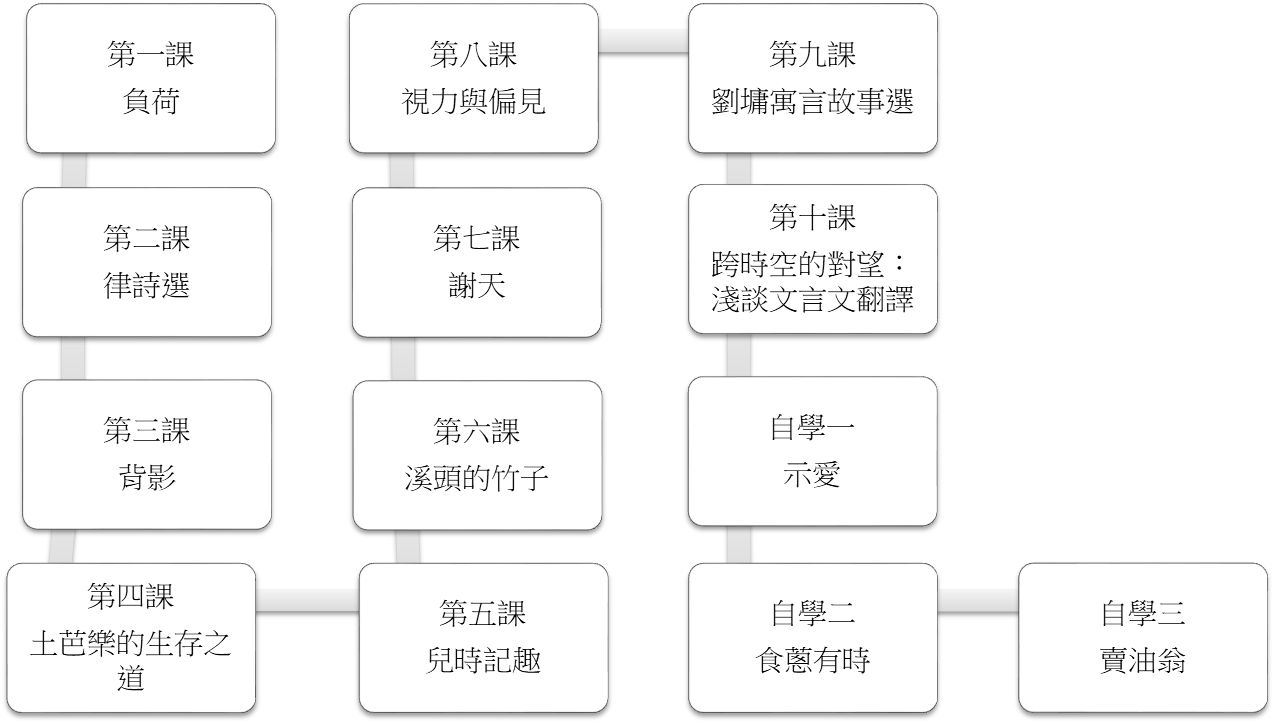 第一課
負荷
第二課
律詩選
第三課
背影
第四課
土芭樂的生存之
道
第五課
兒時記趣
第六課
溪頭的竹子
第七課
謝天
第八課
視力與偏見
第九課
劉墉寓言故事選
第十課
跨時空的對望：
淺談文言文翻譯
自學一
示愛
自學二
食蔥有時
自學三
賣油翁